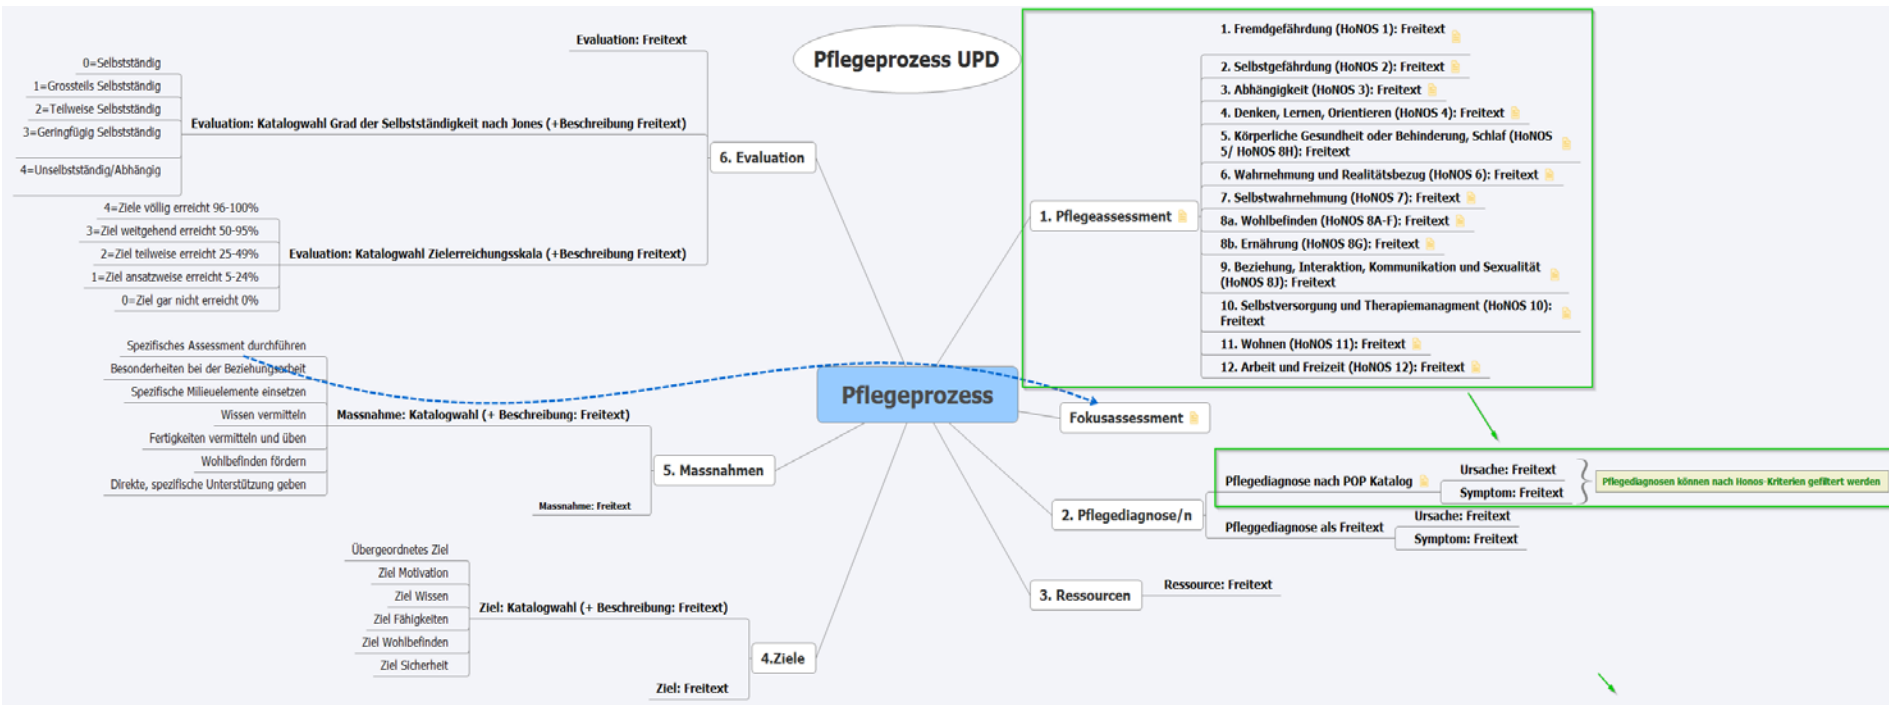 Pflegeprozess UPD
Pflegeprozess
1. Pflegeassessment
1. Fremdgefährdung (HoNOS 1): Freitext
2. Selbstgefährdung (HoNOS 2): Freitext
3. Abhängigkeit (HoNOS 3): Freitext
4. Denken, Lernen, Orientieren (HoNOS 4): Freitext
5. Körperliche Gesundheit oder Behinderung, Schlaf (HoNOS
5/ HoNOS 8H): Freitext
6. Wahrnehmung und Realitätsbezug (HoNOS 6): Freitext
7. Selbstwahrnehmung (HoNOS 7): Freitext
8a. Wohlbefinden (HoNOS 8A-F): Freitext
8b. Ernährung (HoNOS 8G): Freitext
9. Beziehung, Interaktion, Kommunikation und Sexualität
(HoNOS 8J): Freitext
10. Selbstversorgung und Therapiemanagment (HoNOS 10):
Freitext
11. Wohnen (HoNOS 11): Freitext
12. Arbeit und Freizeit (HoNOS 12): Freitext
Fokusassessment
2. Pflegediagnose/n
Pflegediagnose nach POP Katalog
Ursache: Freitext
Symptom: Freitext
Pflegediagnosen können nach Honos-Kriterien gefiltert werden
Pfleggediagnose als Freitext
Ursache: Freitext
Symptom: Freitext
3. Ressourcen
Ressource: Freitext
4.Ziele
Ziel: Katalogwahl (+ Beschreibung: Freitext)
Übergeordnetes Ziel
Ziel Motivation
Ziel Wissen
Ziel Fähigkeiten
Ziel Wohlbefinden
Ziel Sicherheit
Ziel: Freitext
5. Massnahmen
Massnahme: Katalogwahl (+ Beschreibung: Freitext)
Spezifisches Assessment durchführen
Besonderheiten bei der Beziehungsarbeit
Spezifische Milieuelemente einsetzen
Wissen vermitteln
Fertigkeiten vermitteln und üben
Wohlbefinden fördern
Direkte, spezifische Unterstützung geben
Massnahme: Freitext
6. Evaluation
Evaluation: Freitext
Evaluation: Katalogwahl Grad der Selbstständigkeit nach Jones (+Beschreibung Freitext)
0=Selbstständig
1=Grossteils Selbstständig
2=Teilweise Selbstständig
3=Geringfügig Selbstständig
4=Unselbstständig/Abhängig
Evaluation: Katalogwahl Zielerreichungsskala (+Beschreibung Freitext)
4=Ziele völlig erreicht 96-100%
3=Ziel weitgehend erreicht 50-95%
2=Ziel teilweise erreicht 25-49%
1=Ziel ansatzweise erreicht 5-24%
0=Ziel gar nicht erreicht 0%